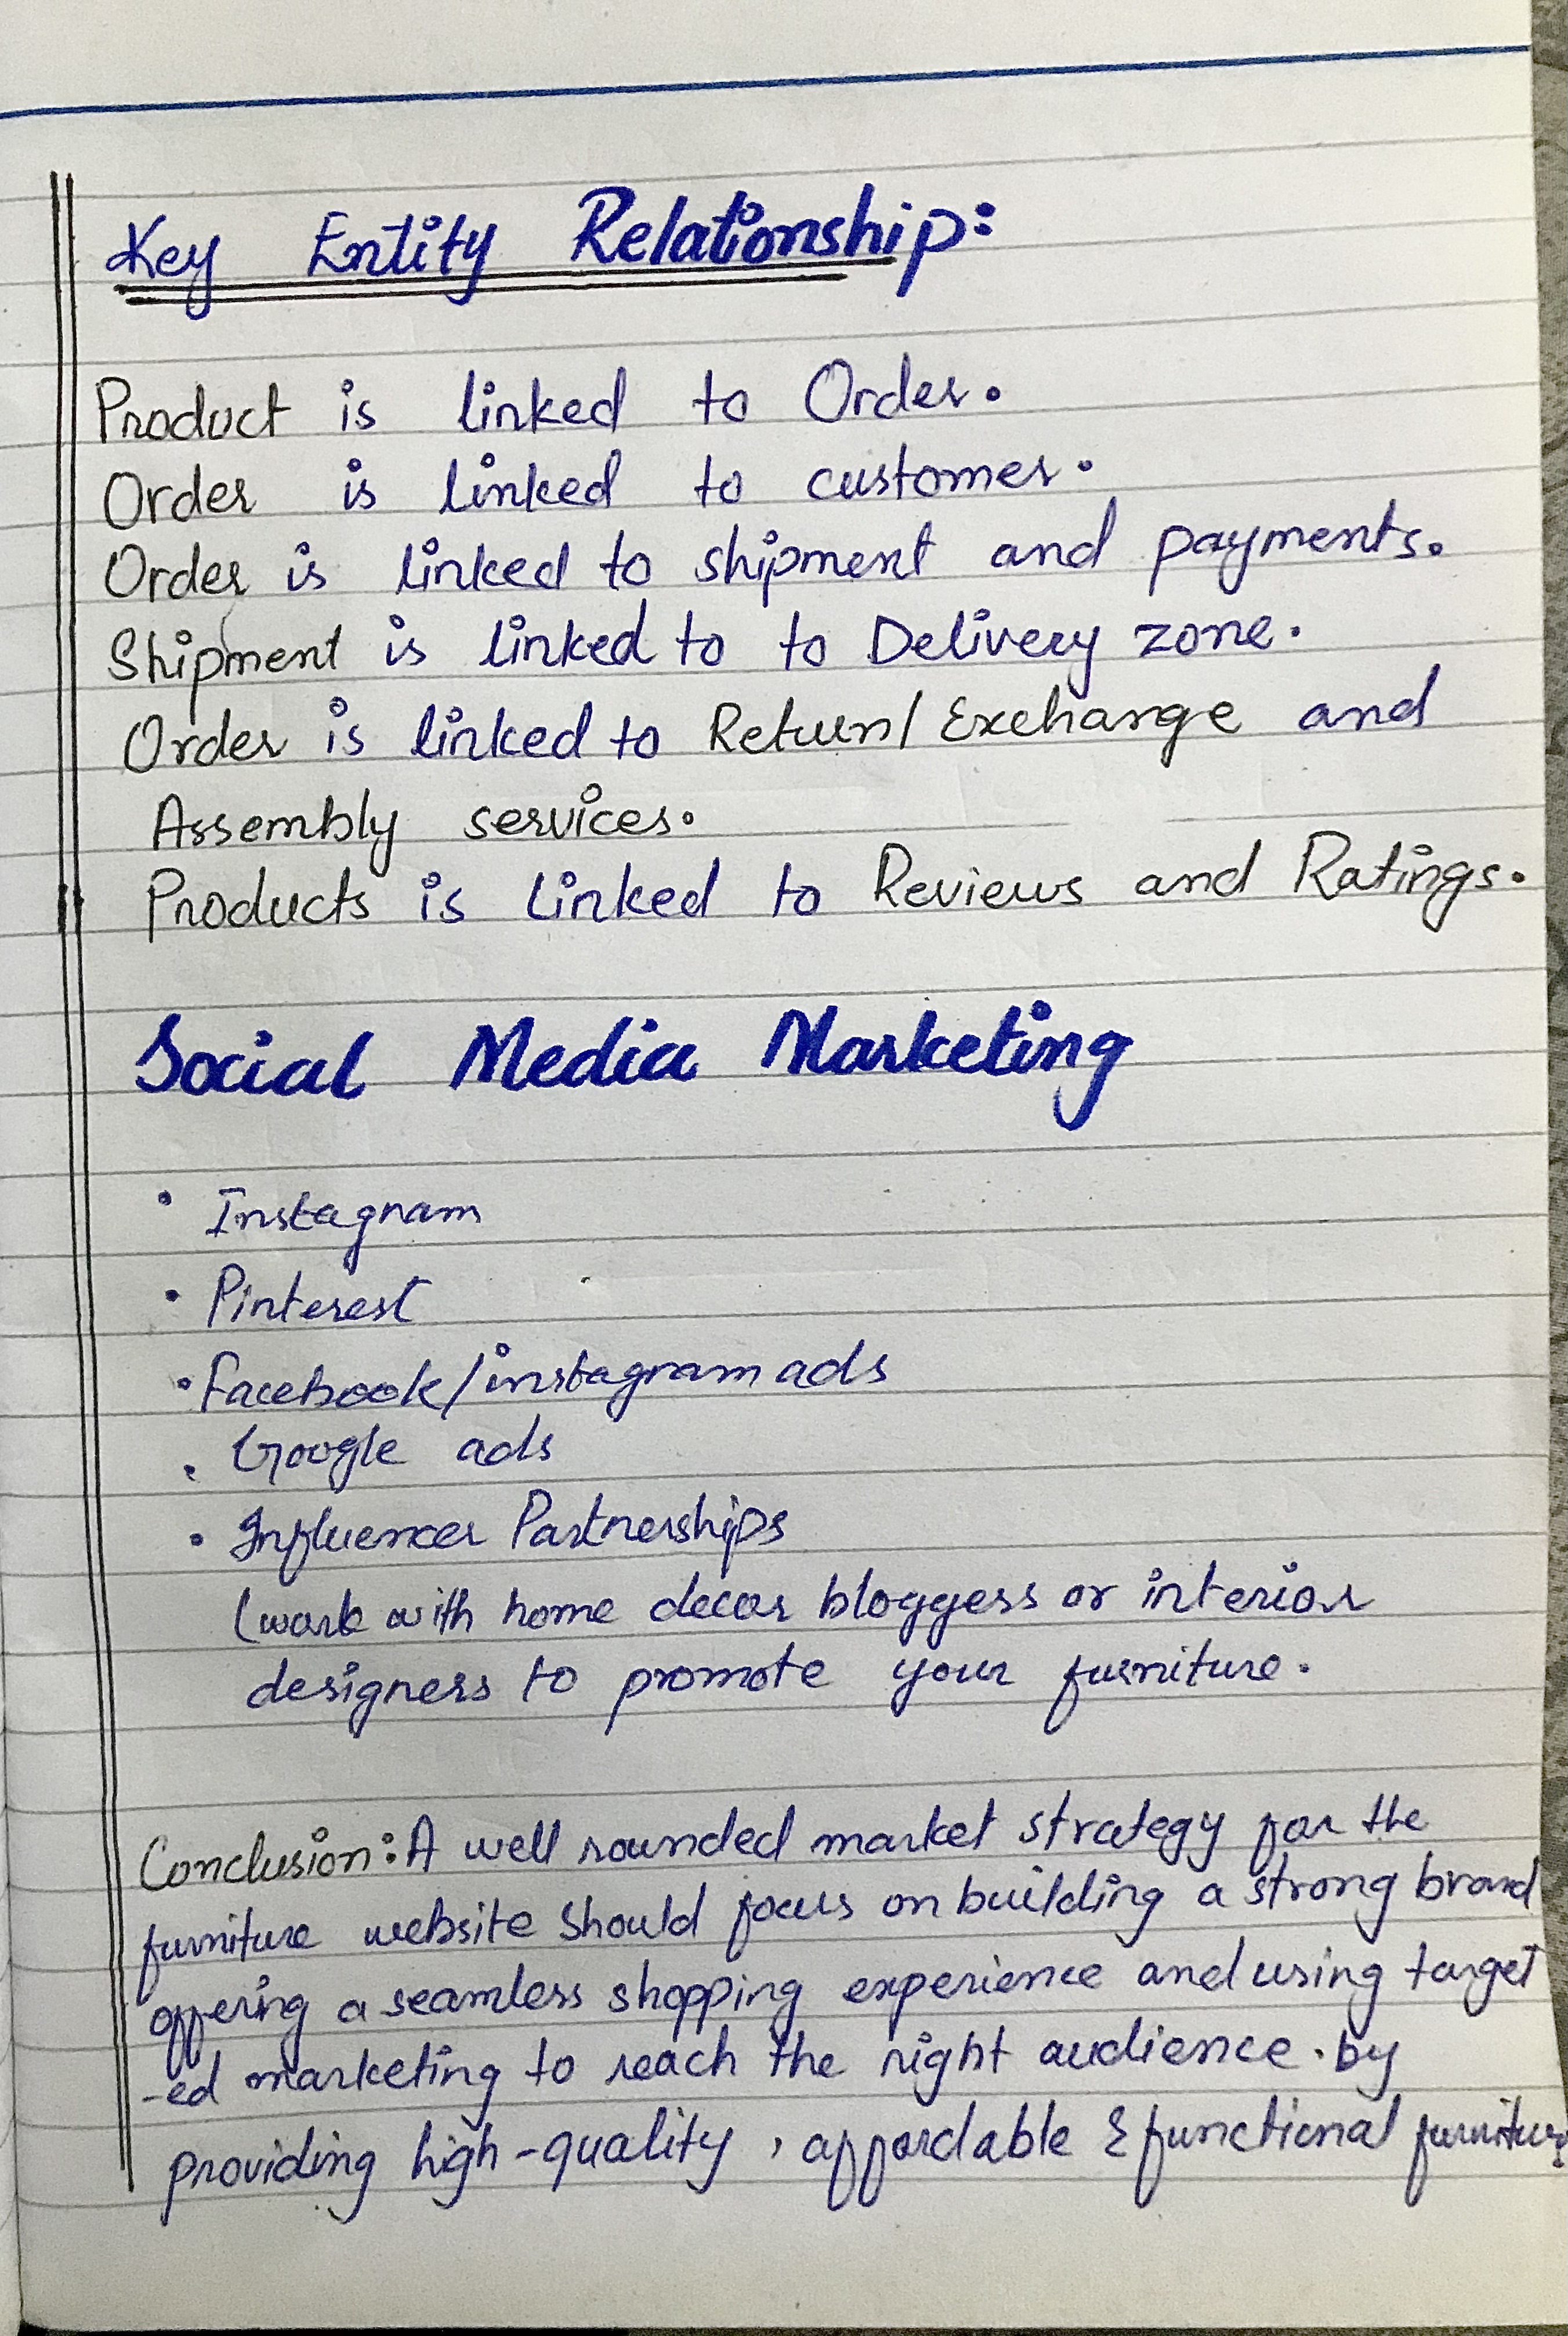 Key Entity Relationship:
Product is linked to Order.
Order is linked to customer.
Order is linked to shipment and payments.
Shipment is linked to to Delivery zone.
Order is linked to Return/Exchange and
Assembly services.
Products is linked to Reviews and Ratings.
Social Media Marketing
• Instagram
• Pinterest
• Facebook/instagram ads
• Google ads
• Influencer Partnerships
(work with home decor bloggess or interior
designers to promote your furniture.
Conclusion: A well rounded market strategy for the
furniture website should focus on building a strong brand
offering a seamless shopping experience and using target
-ed marketing to reach the right audience. by
providing high-quality, affordable & functional furniture.